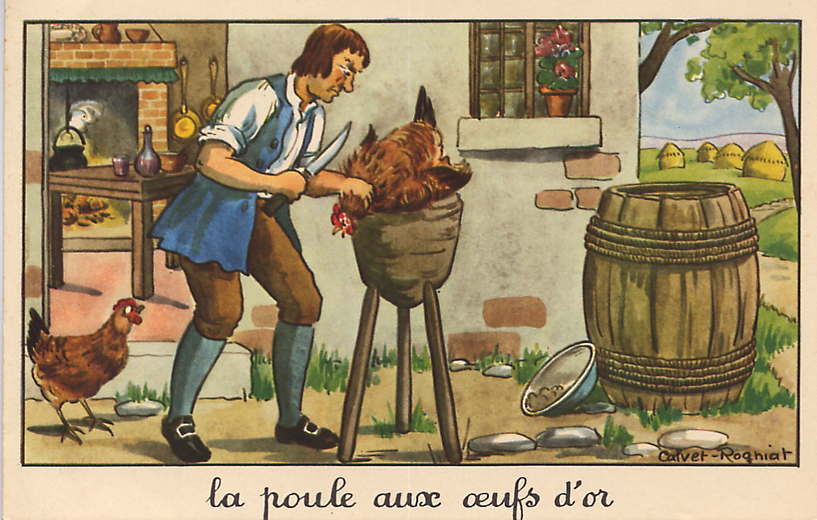 Calvet-Rogniat
la poule aux œufs d'or